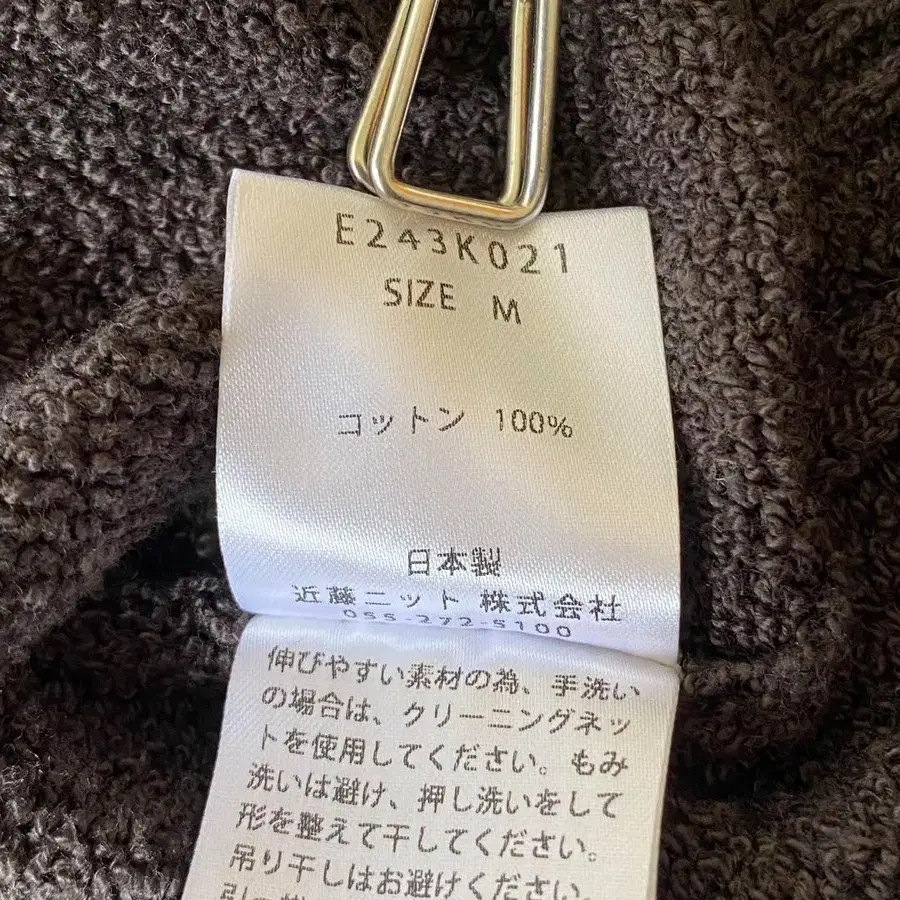 E243K021
SIZE M
コットン 100%
日本製
近藤ニット 株式会社
055-272-5100
伸びやすい素材の為、手洗い
の場合は、クリーニングネッ
トを使用してください。もみ
洗いは避け、押し洗いをして
形を整えて干してください。
吊り干しはお避けください。